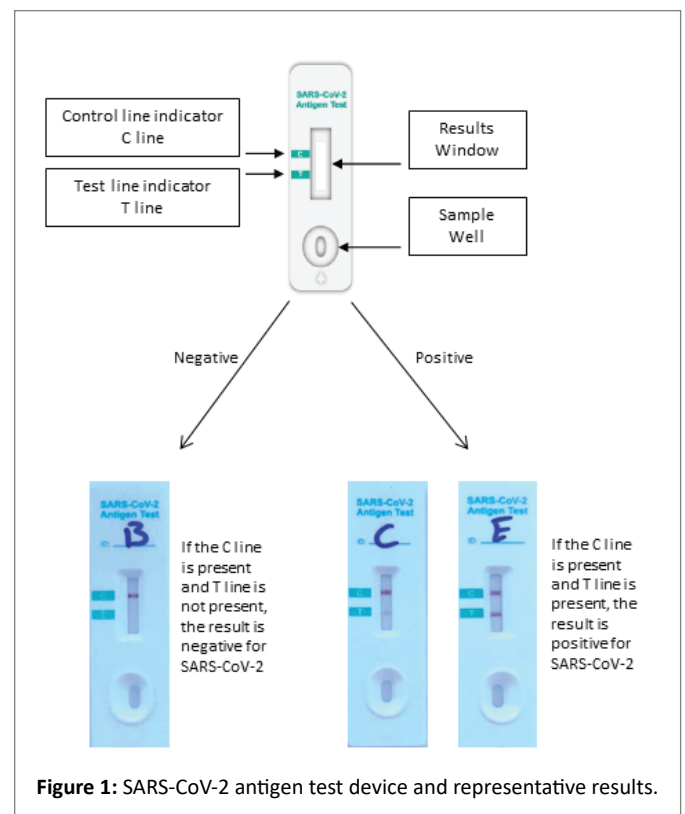 SARS-CoV-2
Antigen Test
Control line indicator
C line
Test line indicator
T line
C
T
Results
Window
Sample
Well
Negative
Positive
SARS-CoV-2
Antigen Test
ID: B
C
T
If the C line
is present
and T line is
not present,
the result is
negative for
SARS-CoV-2
SARS-CoV-2
Antigen Test
ID: C
C
T
SARS-CoV-2
Antigen Test
ID: E
C
T
If the C line
is present
and T line is
present, the
result is
positive for
SARS-CoV-2
Figure 1: SARS-CoV-2 antigen test device and representative results.